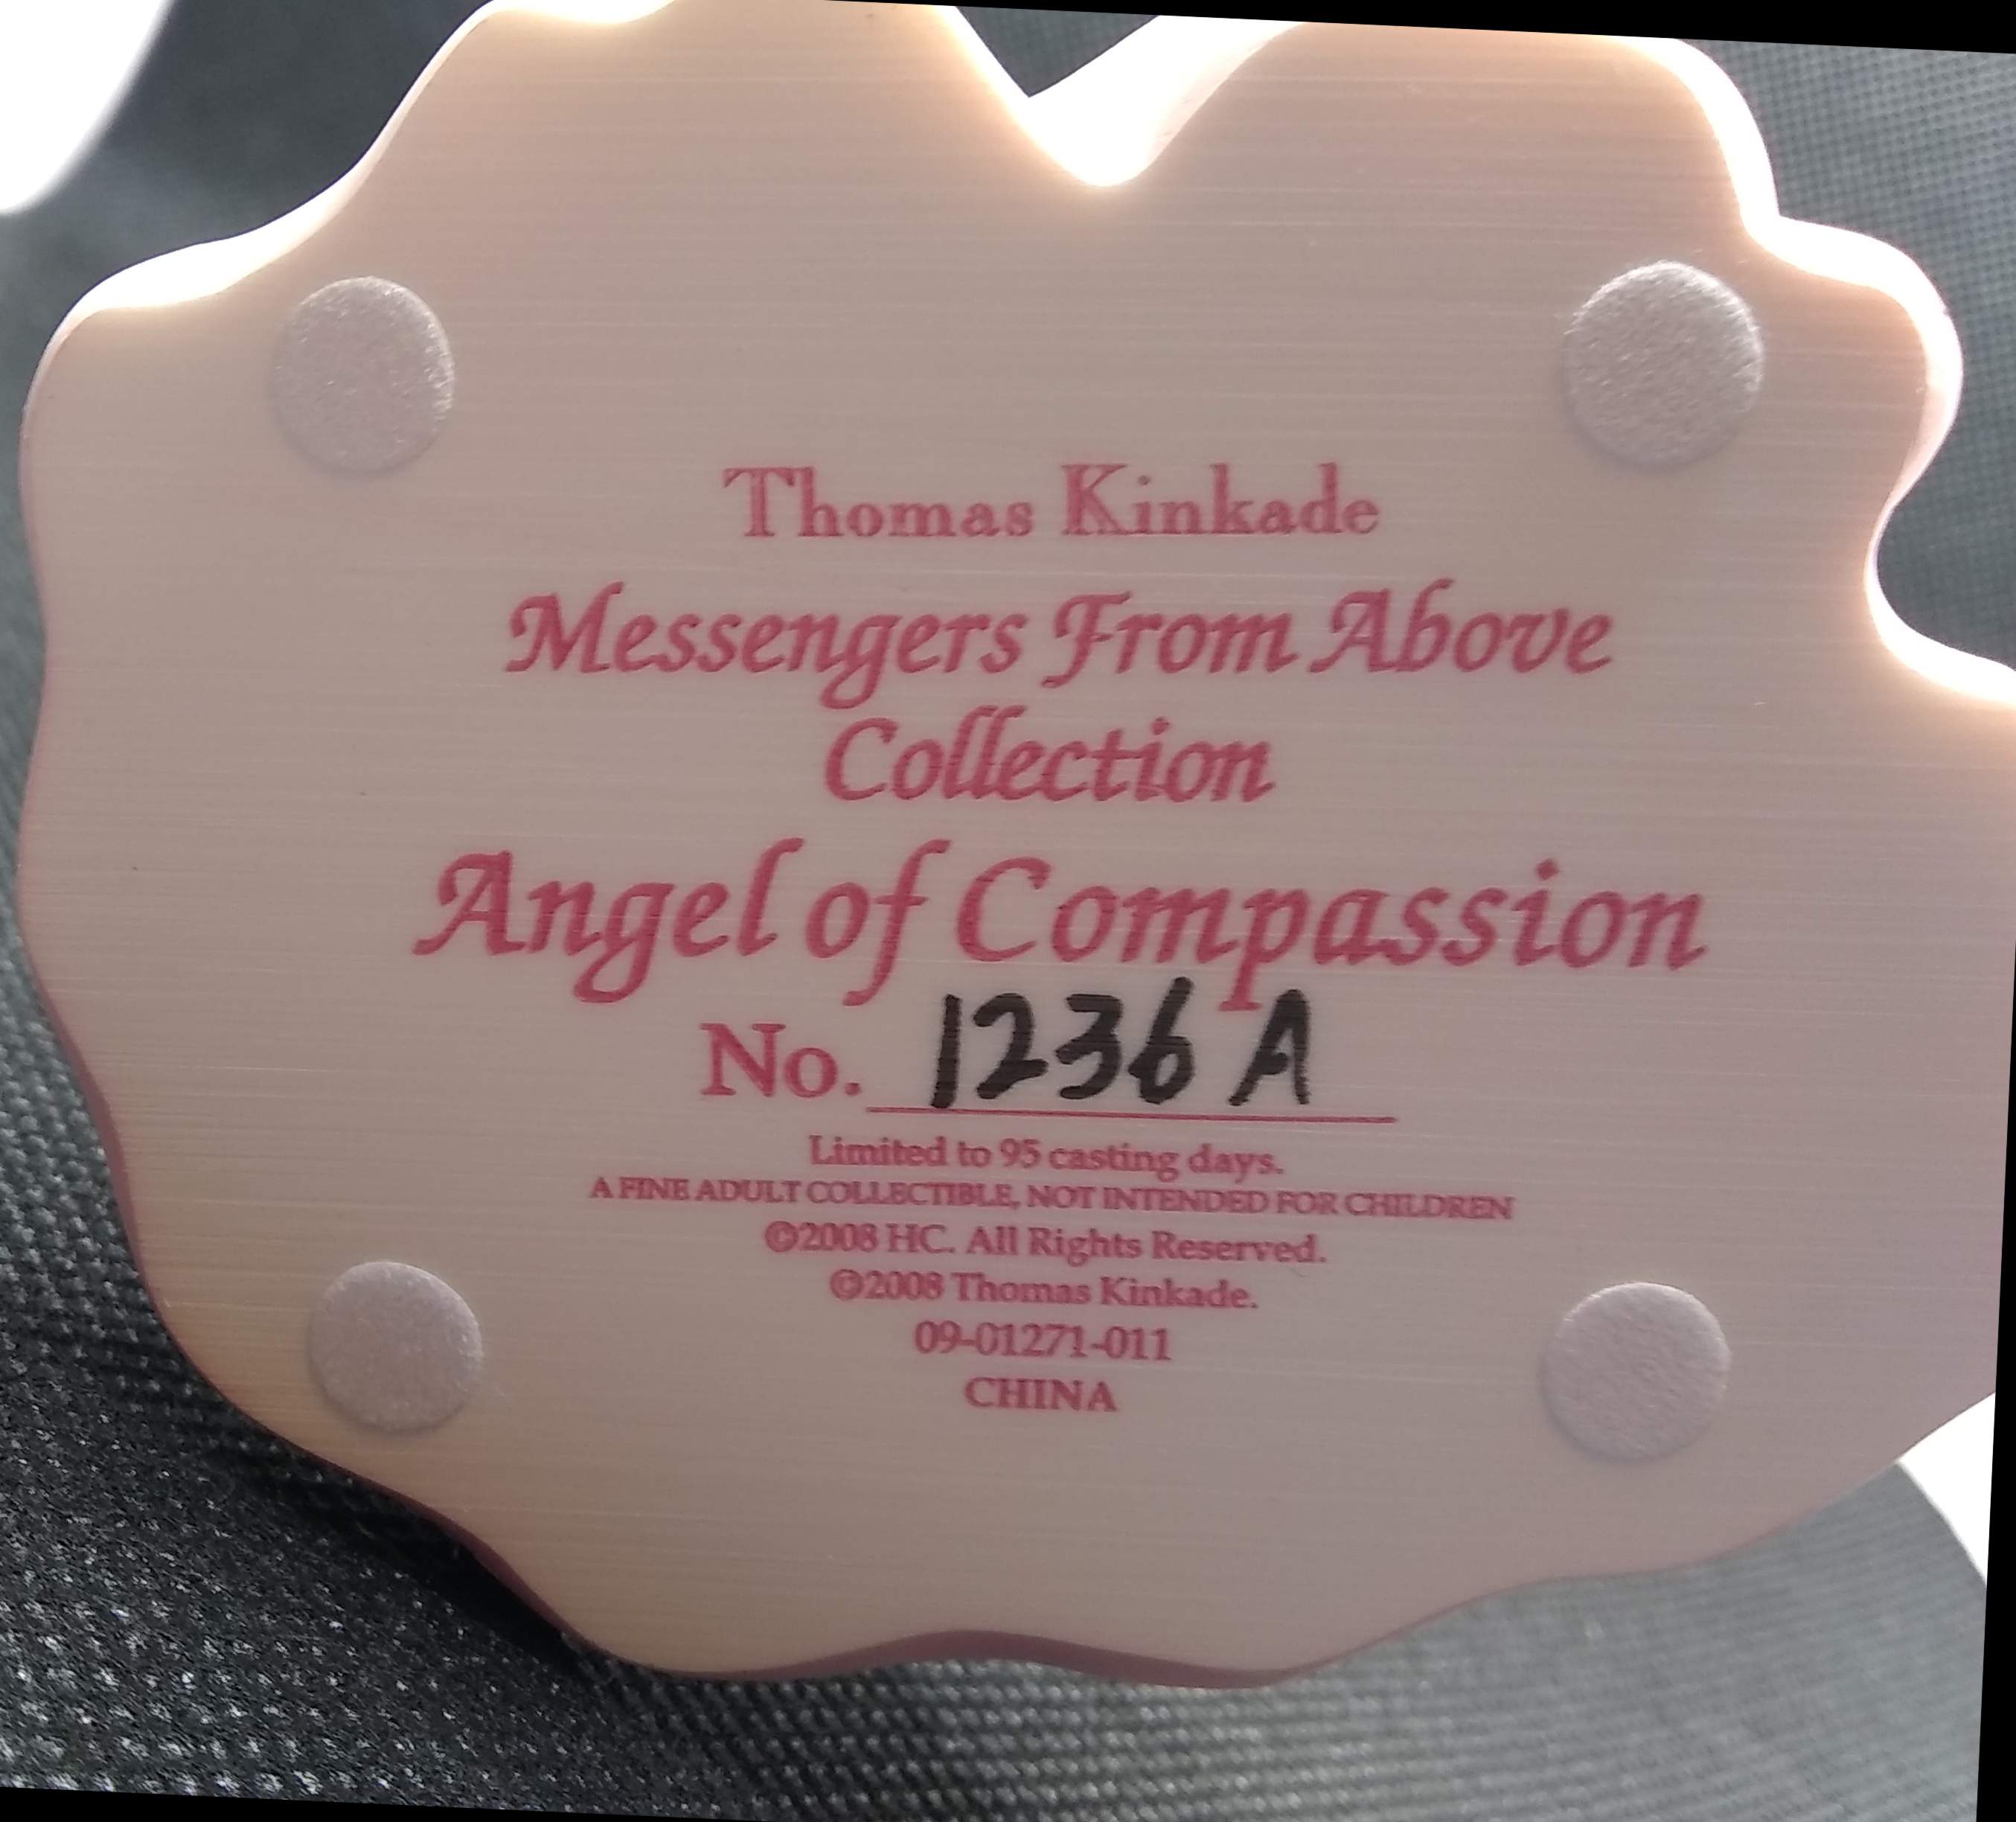 Thomas Kinkade
Messengers From Above
Collection
Angel of Compassion
No. 1236 A
Limited to 95 casting days.
A FINE ADULT COLLECTIBLE, NOT INTENDED FOR CHILDREN
©2008 HC. All Rights Reserved.
©2008 Thomas Kinkade.
09-01271-011
CHINA